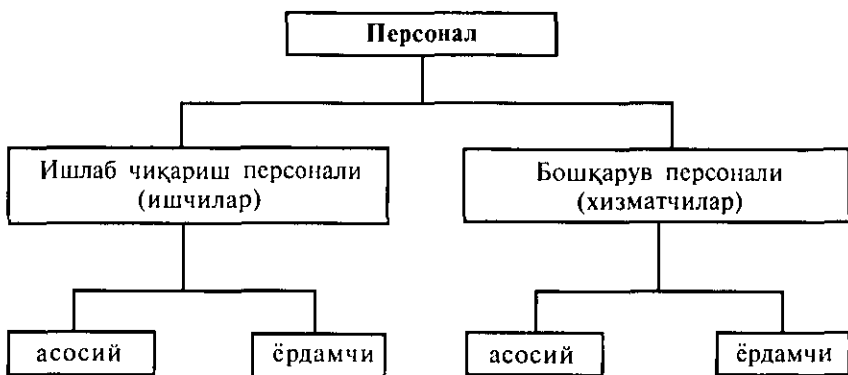 Персонал
Ишлаб чиқариш персонали
(ишчилар)
Бошқарув персонали
(хизматчилар)
асосий
ёрдамчи
асосий
ёрдамчи